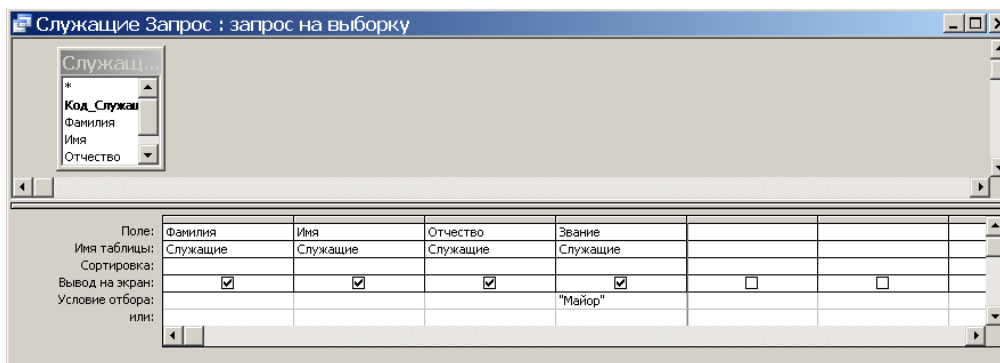 Служащие Запрос : запрос на выборку
Служащ...
*
Код_Служащ
Фамилия
Имя
Отчество
Поле: Фамилия Имя Отчество Звание
Имя таблицы: Служащие Служащие Служащие Служащие
Сортировка:
Вывод на экран:
Условие отбора: "Майор"
или: